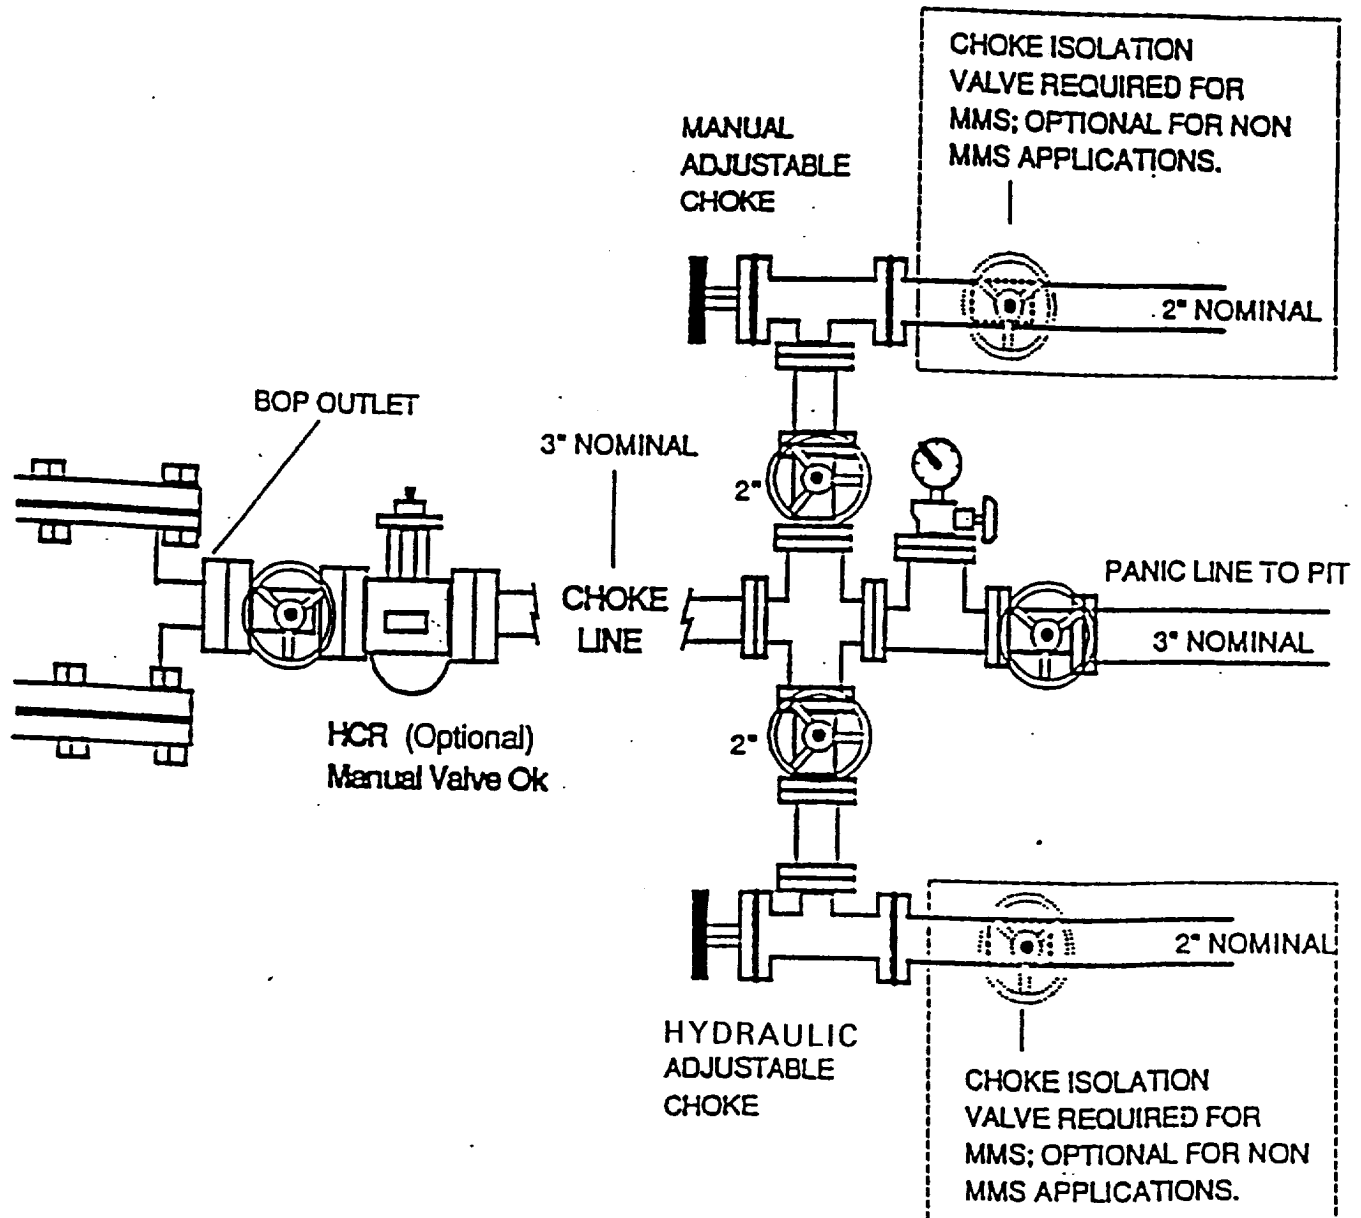 CHOKE ISOLATION
VALVE REQUIRED FOR
MMS; OPTIONAL FOR NON
MMS APPLICATIONS.
MANUAL
ADJUSTABLE
CHOKE
2" NOMINAL
BOP OUTLET
3" NOMINAL
2"
PANIC LINE TO PIT
CHOKE
LINE
3" NOMINAL
HCR (Optional)
Manual Valve Ok
2"
2" NOMINAL
HYDRAULIC
ADJUSTABLE
CHOKE
CHOKE ISOLATION
VALVE REQUIRED FOR
MMS; OPTIONAL FOR NON
MMS APPLICATIONS.